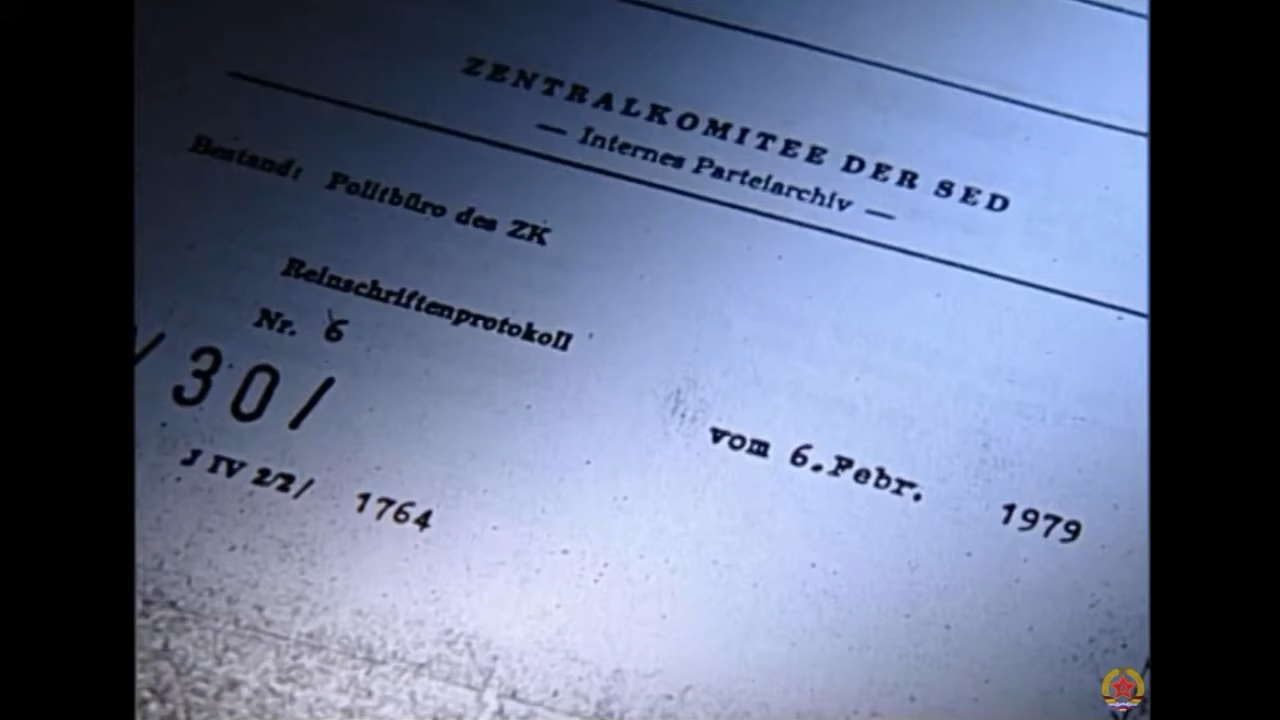 ZENTRALKOMITEE DER SED
— Internes Parteiarchiv —
Bestand: Politbüro des ZK
Reinschriftenprotokoll
Nr. 6
/30/
vom 6.Febr. 1979
J IV 2/2/ 1764